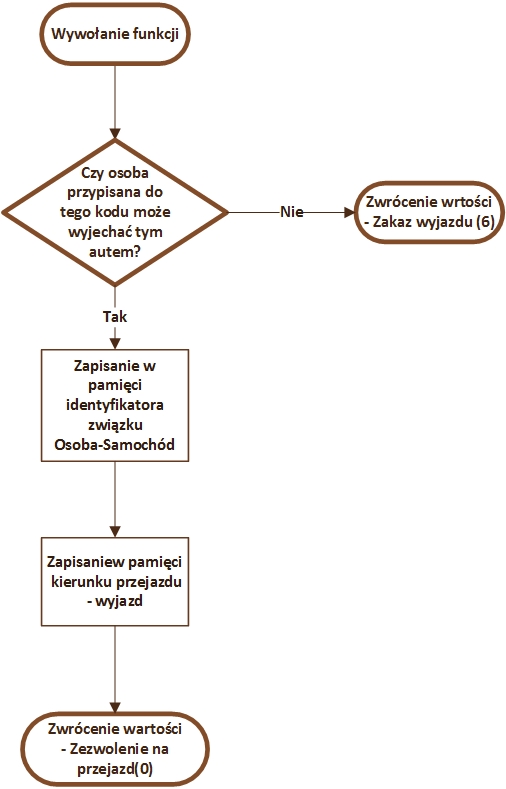 Wywołanie funkcji
Czy osoba
przypisana do
tego kodu może
wyjechać tym
autem?
Nie
Zwrócenie wrtości
- Zakaz wyjazdu (6)
Tak
Zapisanie w
pamięci
identyfikatora
związku
Osoba-Samochód
Zapisaniew pamięci
kierunku przejazdu
- wyjazd
Zwrócenie wartości
- Zezwolenie na
przejazd(0)